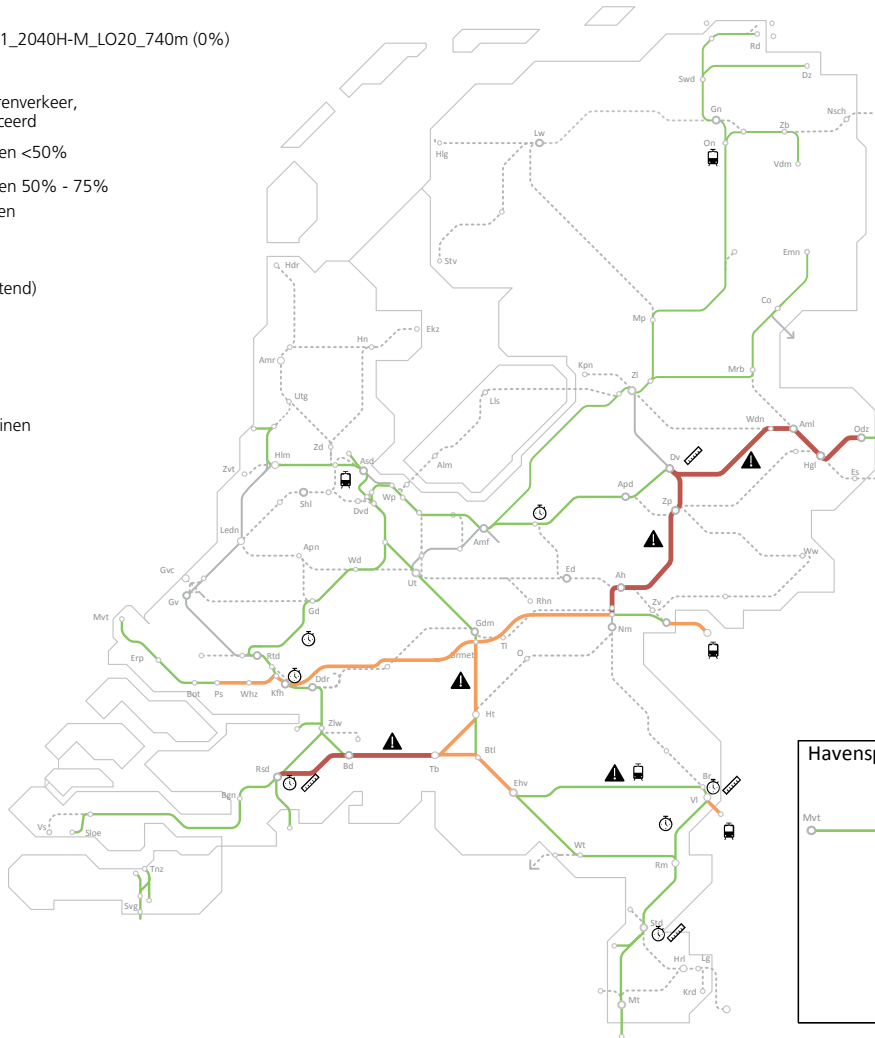 1_2040H-M_LO20_740m (0%)
renverkeer,
ceerd
en <50%
en 50% - 75%
en
tend)
inen
Rd
Swd
Dz
Gn
Nsch
Zb
On
Vdm
Lw
Hlg
Stv
Emn
Co
Hdr
Mp
Ekz
Hn
Amr
Kpn
Zl
Mrb
Utg
Lls
Wdn
Aml
Odz
Zd
Hlm
Asd
Alm
Dv
Hgl
Zvt
Es
Wp
Apd
Zp
Shl
Dvd
Ledn
Amf
Apn
Wd
Ww
Gvc
Ut
Ed
Ah
Gv
Gd
Rhn
Zv
Mvt
Gdm
Nm
Tl
Erp
Rtd
Brmet
O
Bot
Ps
Whz
Kfh
Ddr
Ht
Zlw
Btl
Rsd
Bd
Tb
Havensp
Br
Ehv
Vl
Bgn
Mvt
Vs
Sloe
Wt
Rm
Tnz
Svg
Std
Hrl
Lg
Krd
Mt